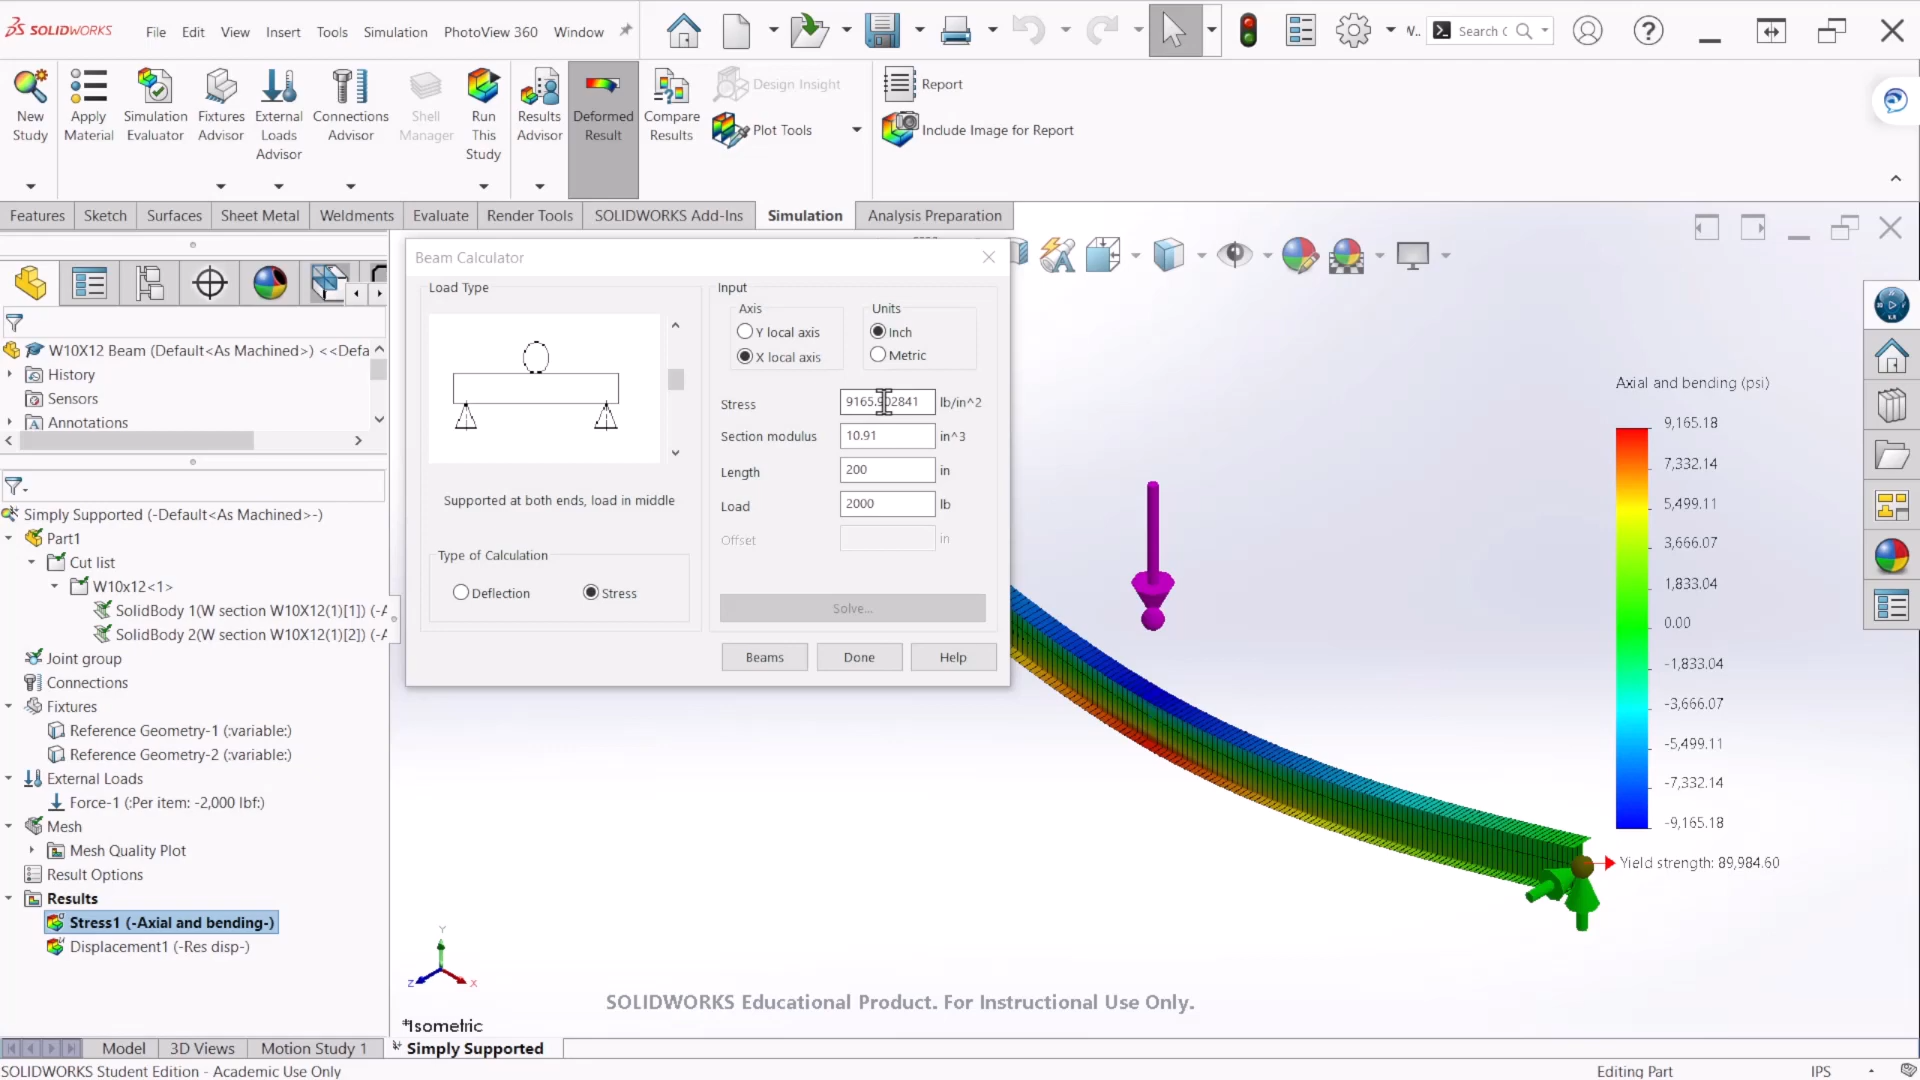 SOLIDWORKS
File Edit View Insert Tools Simulation PhotoView 360 Window
W..
Search
New Study
Apply Material
Simulation Evaluator
Fixtures Advisor
External Loads Advisor
Connections Advisor
Shell Manager
Run This Study
Results Advisor
Deformed Result
Compare Results
Design Insight
Plot Tools
Report
Include Image for Report
Features Sketch Surfaces Sheet Metal Weldments Evaluate Render Tools SOLIDWORKS Add-Ins Simulation Analysis Preparation
W10X12 Beam (Default<As Machined>) <<Defa
History
Sensors
Annotations
Simply Supported (-Default<As Machined>-)
Part1
Cut list
W10x12<1>
SolidBody 1(W section W10X12(1)[1]) (-A
SolidBody 2(W section W10X12(1)[2]) (-A
Joint group
Connections
Fixtures
Reference Geometry-1 (:variable:)
Reference Geometry-2 (:variable:)
External Loads
Force-1 (:Per item: -2,000 lbf:)
Mesh
Mesh Quality Plot
Result Options
Results
Stress1 (-Axial and bending-)
Displacement1 (-Res disp-)
Beam Calculator
Load Type
Supported at both ends, load in middle
Type of Calculation
Deflection Stress
Input
Axis
Y local axis
X local axis
Units
Inch
Metric
Stress 9165.902841 lb/in^2
Section modulus 10.91 in^3
Length 200 in
Load 2000 lb
Offset in
Solve...
Beams Done Help
Axial and bending (psi)
9,165.18
7,332.14
5,499.11
3,666.07
1,833.04
0.00
-1,833.04
-3,666.07
-5,499.11
-7,332.14
-9,165.18
Yield strength: 89,984.60
Y
Z X
*Isometric
SOLIDWORKS Educational Product. For Instructional Use Only.
Model 3D Views Motion Study 1 Simply Supported
SOLIDWORKS Student Edition - Academic Use Only
Editing Part IPS